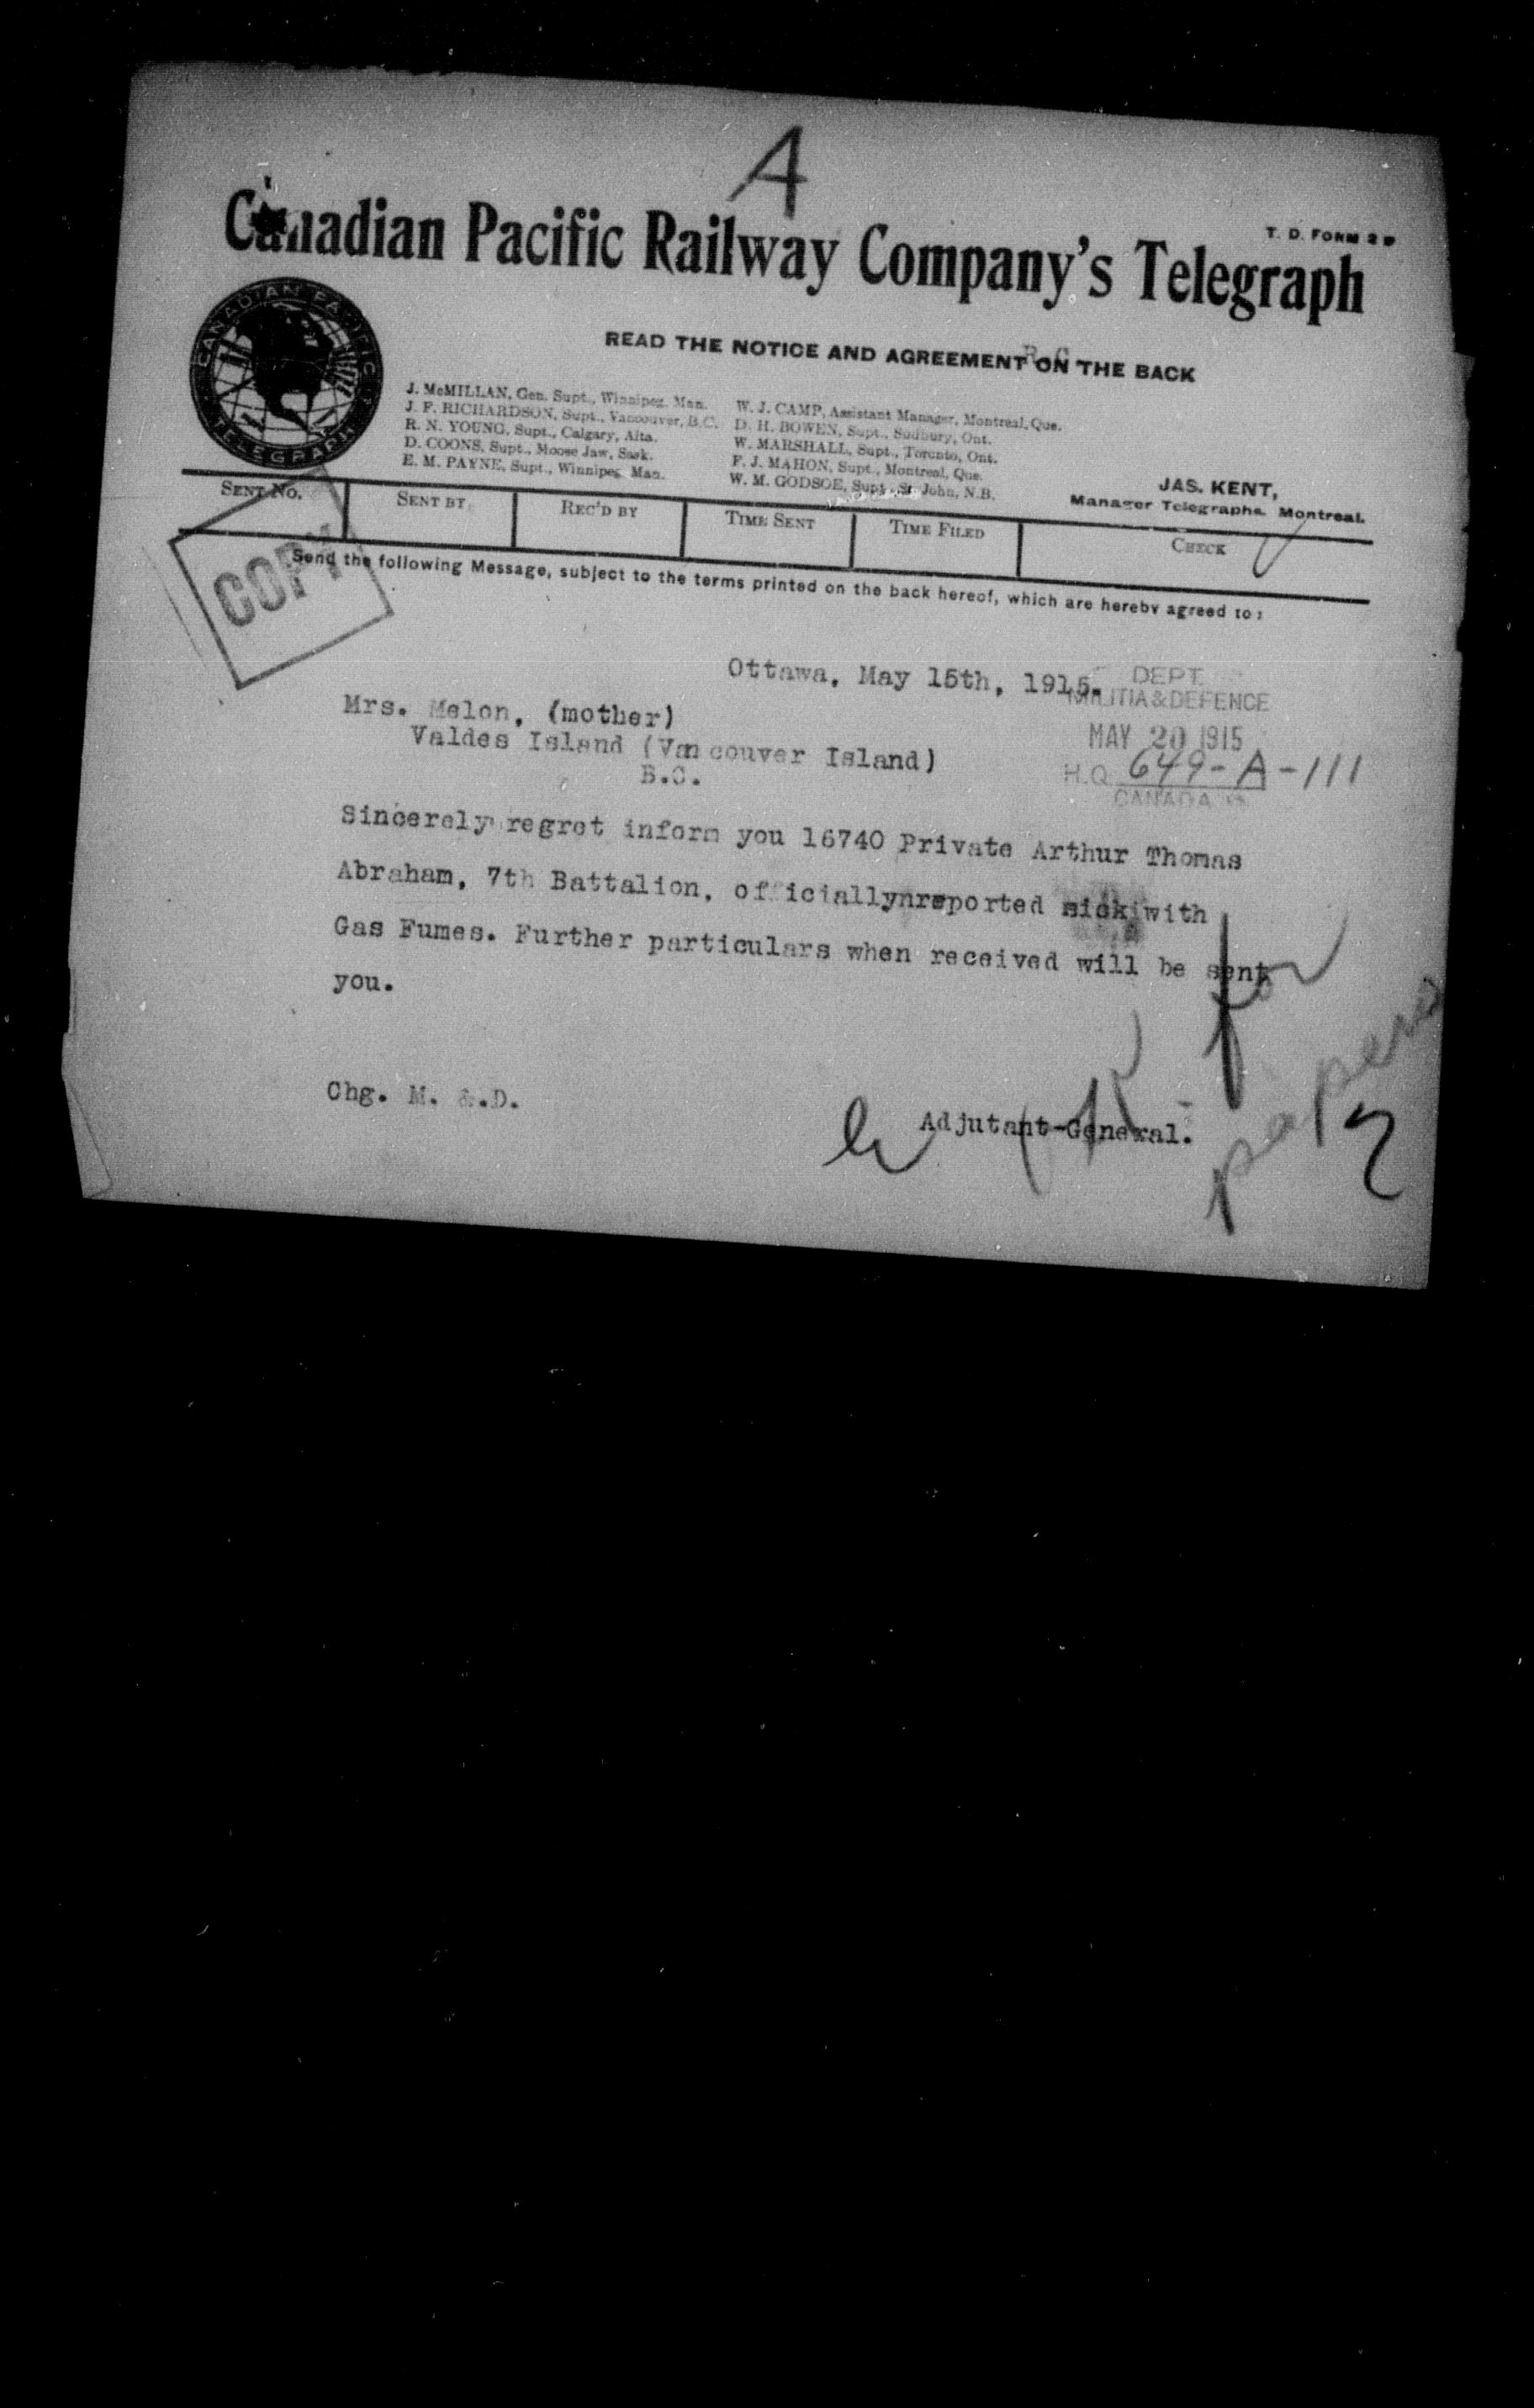 A
Canadian Pacific Railway Company's Telegraph
T. D. FORM 2
CANADIAN PACIFIC
TELEGRAPH
READ THE NOTICE AND AGREEMENT ON THE BACK
J. McMILLAN, Gen. Supt., Winnipeg. Man.
J. F. RICHARDSON, Supt., Vancouver, B.C.
R. N. YOUNG, Supt., Calgary, Alta.
D. COONS, Supt., Moose Jaw, Sask.
E. M. PAYNE, Supt., Winnipeg Man.
W. J. CAMP, Assistant Manager, Montreal, Que.
D. H. BOWEN, Supt., Sudbury, Ont.
W. MARSHALL, Supt., Toronto, Ont.
F. J. MAHON, Supt., Montreal, Que.
W. M. GODSOE, Supt., St. John, N.B.
JAS. KENT,
Manager Telegraphs. Montreal.
SENT NO. SENT BY REC'D BY TIME SENT TIME FILED CHECK
COPY
Send the following Message, subject to the terms printed on the back hereof, which are hereby agreed to:
Ottawa, May 15th, 1915.
DEPT.
MILITIA & DEFENCE
MAY 20 1915
H.Q. 649-A-111
CANADA
Mrs. Melon, (mother)
Valdes Island (Vancouver Island)
B.C.
Sincerely regret inform you 16740 Private Arthur Thomas
Abraham, 7th Battalion, officiallynreported sick with
Gas Fumes. Further particulars when received will be sent
you.
Chg. M. &.D.
Adjutant-General.
for
papers